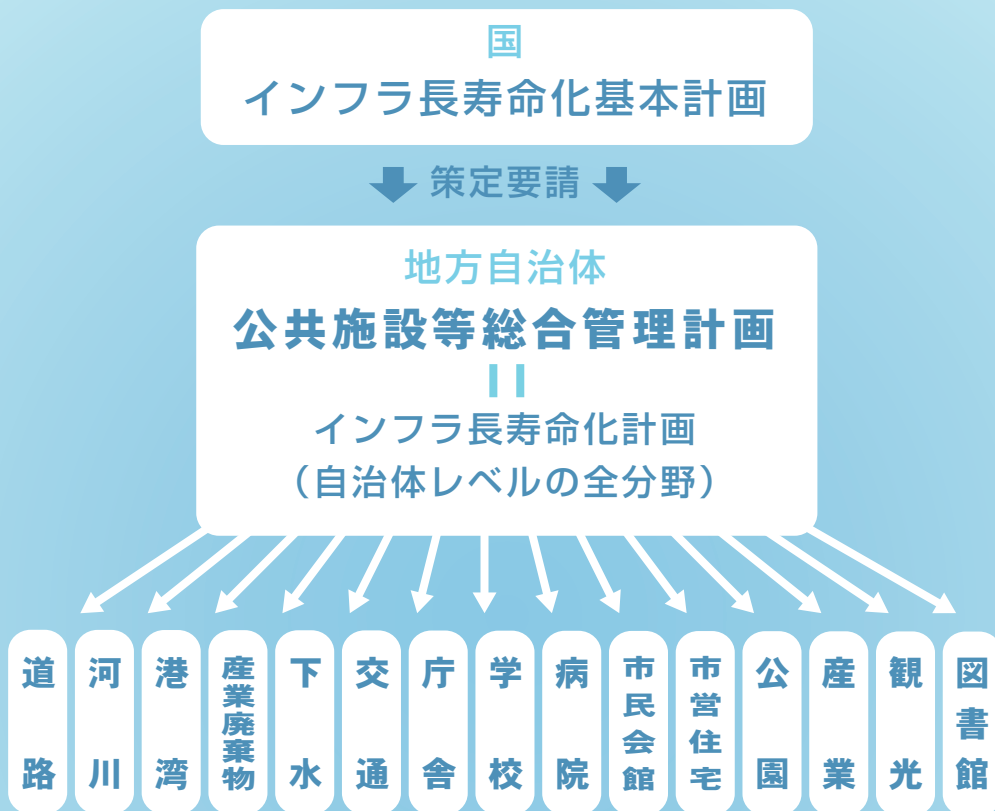 国
インフラ長寿命化基本計画
策定要請
地方自治体
公共施設等総合管理計画
インフラ長寿命化計画
（自治体レベルの全分野）
道路
河川
港湾
産業廃棄物
下水
交通
庁舎
学校
病院
市民会館
市営住宅
公園
産業
観光
図書館